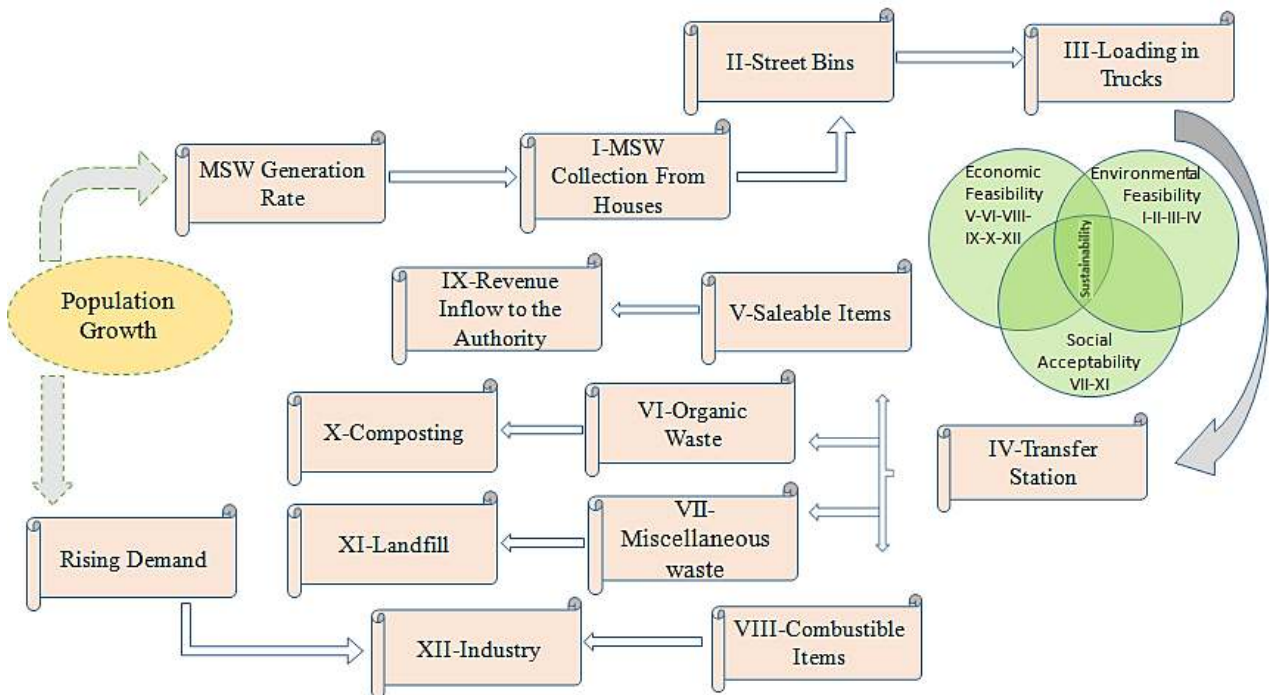 II-Street Bins
III-Loading in
Trucks
MSW Generation
Rate
I-MSW
Collection From
Houses
Economic
Feasibility
V-VI-VIII-
IX-X-XII
Environmental
Feasibility
I-II-III-IV
Sustainability
Social
Acceptability
VII-XI
Population
Growth
IX-Revenue
Inflow to the
Authority
V-Saleable Items
X-Composting
VI-Organic
Waste
IV-Transfer
Station
Rising Demand
XI-Landfill
VII-
Miscellaneous
waste
XII-Industry
VIII-Combustible
Items